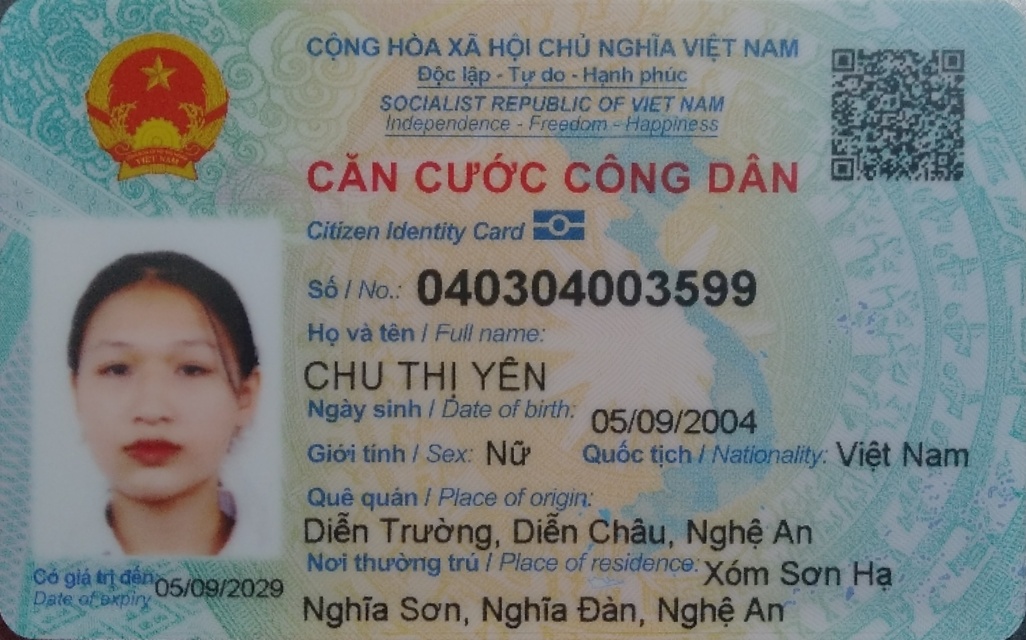 CỘNG HÒA XÃ HỘI CHỦ NGHĨA VIỆT NAM
Độc lập - Tự do - Hạnh phúc
SOCIALIST REPUBLIC OF VIET NAM
Independence - Freedom - Happiness
VIỆT NAM
CĂN CƯỚC CÔNG DÂN
Citizen Identity Card
Số / No.: 040304003599
Họ và tên / Full name:
CHU THỊ YÊN
Ngày sinh / Date of birth: 05/09/2004
Giới tính / Sex: Nữ Quốc tịch / Nationality: Việt Nam
Quê quán / Place of origin:
Diễn Trường, Diễn Châu, Nghệ An
Nơi thường trú / Place of residence: Xóm Sơn Hạ
Nghĩa Sơn, Nghĩa Đàn, Nghệ An
Có giá trị đến: 05/09/2029
Date of expiry